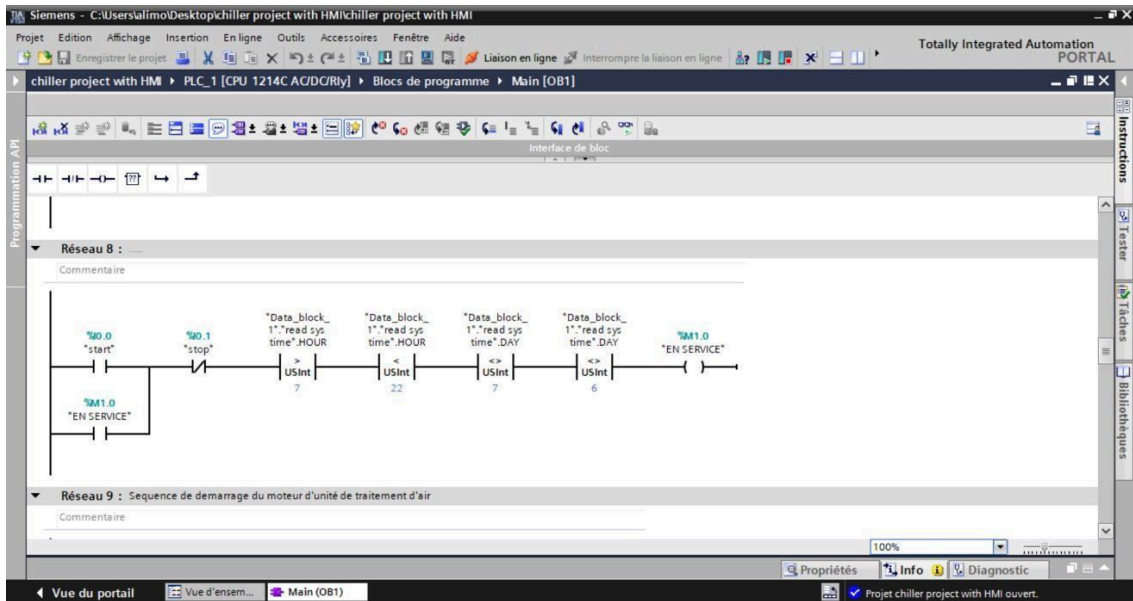 Siemens - C:\Users\alimo\Desktop\chiller project with HMI\chiller project with HMI
Projet Edition Affichage Insertion En ligne Outils Accessoires Fenêtre Aide
Totally Integrated Automation
PORTAL
Enregistrer le projet
Liaison en ligne
Interrompre la liaison en ligne
chiller project with HMI ▸ PLC_1 [CPU 1214C AC/DC/Rly] ▸ Blocs de programme ▸ Main [OB1]
Interface de bloc
Programmation API
Instructions
Tester
Tâches
Bibliothèques
??
Réseau 8 : .....
Commentaire
%I0.0
"start"
%I0.1
"stop"
"Data_block_
1"."read sys
time".HOUR
>
USInt
7
"Data_block_
1"."read sys
time".HOUR
<
USInt
22
"Data_block_
1"."read sys
time".DAY
<>
USInt
7
"Data_block_
1"."read sys
time".DAY
<>
USInt
6
%M1.0
"EN SERVICE"
%M1.0
"EN SERVICE"
Réseau 9 : Sequence de demarrage du moteur d'unité de traitement d'air
Commentaire
100%
Propriétés
Info
Diagnostic
Vue du portail
Vue d'ensem...
Main (OB1)
Projet chiller project with HMI ouvert.